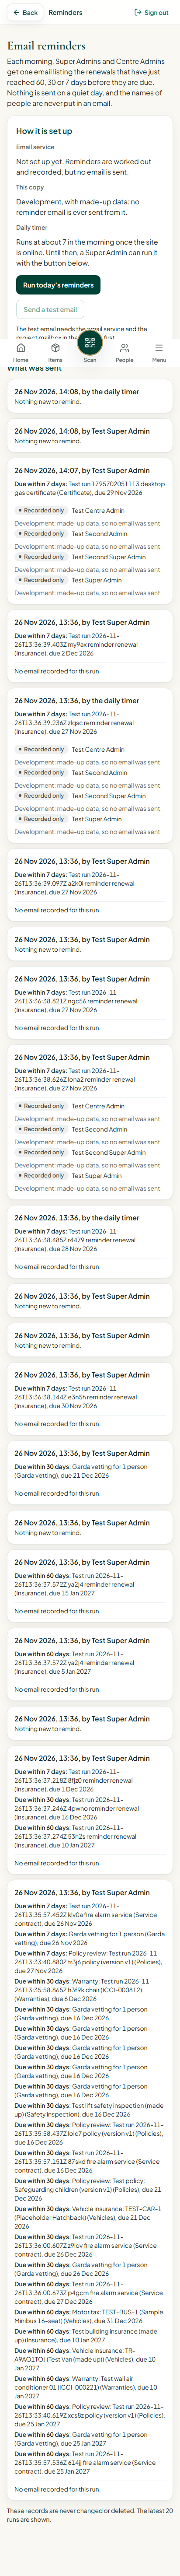 Back
Reminders
Sign out
Email reminders
Each morning, Super Admins and Centre Admins
get one email listing the renewals that have just
reached 60, 30 or 7 days before they are due.
Nothing is sent on a quiet day, and the names of
people are never put in an email.
How it is set up
Email service
Not set up yet. Reminders are worked
out and recorded, but no email is sent.
This copy
Development, with made-up data: no
reminder email is ever sent from it.
Daily timer
Runs at about 7 in the morning once the site
is online. Until then, a Super Admin can run it
with the button below.
Run today's reminders
Send a test email
The test email needs the email service and the
Home
Items
Scan
People
Menu
What was sent
26 Nov 2026, 14:08, by the daily timer
Nothing new to remind.
26 Nov 2026, 14:08, by Test Super Admin
Nothing new to remind.
26 Nov 2026, 14:07, by Test Super Admin
Due within 7 days: Test run 1795702051113 desktop
gas certificate (Certificate), due 29 Nov 2026
Recorded only Test Centre Admin
Development: made-up data, so no email was sent.
Recorded only Test Second Admin
Development: made-up data, so no email was sent.
Recorded only Test Second Super Admin
Development: made-up data, so no email was sent.
Recorded only Test Super Admin
Development: made-up data, so no email was sent.
26 Nov 2026, 13:36, by Test Super Admin
Due within 7 days: Test run 2026-11-
26T13:36:39.403Z my9iax reminder renewal
(Insurance), due 2 Dec 2026
No email recorded for this run.
26 Nov 2026, 13:36, by the daily timer
Due within 7 days: Test run 2026-11-
26T13:36:39.236Z zlqixc reminder renewal
(Insurance), due 27 Nov 2026
Recorded only Test Centre Admin
Development: made-up data, so no email was sent.
Recorded only Test Second Admin
Development: made-up data, so no email was sent.
Recorded only Test Second Super Admin
Development: made-up data, so no email was sent.
Recorded only Test Super Admin
Development: made-up data, so no email was sent.
26 Nov 2026, 13:36, by Test Super Admin
Due within 7 days: Test run 2026-11-
26T13:36:39.097Z a2k0i reminder renewal
(Insurance), due 27 Nov 2026
No email recorded for this run.
26 Nov 2026, 13:36, by Test Super Admin
Nothing new to remind.
26 Nov 2026, 13:36, by Test Super Admin
Due within 7 days: Test run 2026-11-
26T13:36:38.821Z ngc56 reminder renewal
(Insurance), due 27 Nov 2026
No email recorded for this run.
26 Nov 2026, 13:36, by Test Super Admin
Due within 7 days: Test run 2026-11-
26T13:36:38.626Z lona2 reminder renewal
(Insurance), due 27 Nov 2026
Recorded only Test Centre Admin
Development: made-up data, so no email was sent.
Recorded only Test Second Admin
Development: made-up data, so no email was sent.
Recorded only Test Second Super Admin
Development: made-up data, so no email was sent.
Recorded only Test Super Admin
Development: made-up data, so no email was sent.
26 Nov 2026, 13:36, by the daily timer
Due within 7 days: Test run 2026-11-
26T13:36:38.485Z r4479 reminder renewal
(Insurance), due 28 Nov 2026
No email recorded for this run.
26 Nov 2026, 13:36, by Test Super Admin
Nothing new to remind.
26 Nov 2026, 13:36, by Test Super Admin
Nothing new to remind.
26 Nov 2026, 13:36, by Test Super Admin
Due within 7 days: Test run 2026-11-
26T13:36:38.144Z e3n5h reminder renewal
(Insurance), due 30 Nov 2026
No email recorded for this run.
26 Nov 2026, 13:36, by Test Super Admin
Due within 30 days: Garda vetting for 1 person
(Garda vetting), due 21 Dec 2026
No email recorded for this run.
26 Nov 2026, 13:36, by Test Super Admin
Nothing new to remind.
26 Nov 2026, 13:36, by Test Super Admin
Due within 60 days: Test run 2026-11-
26T13:36:37.572Z ya2j4 reminder renewal
(Insurance), due 15 Jan 2027
No email recorded for this run.
26 Nov 2026, 13:36, by Test Super Admin
Due within 60 days: Test run 2026-11-
26T13:36:37.572Z ya2j4 reminder renewal
(Insurance), due 5 Jan 2027
No email recorded for this run.
26 Nov 2026, 13:36, by Test Super Admin
Nothing new to remind.
26 Nov 2026, 13:36, by Test Super Admin
Due within 7 days: Test run 2026-11-
26T13:36:37.218Z 8fjz0 reminder renewal
(Insurance), due 1 Dec 2026
Due within 30 days: Test run 2026-11-
26T13:36:37.246Z 4pwno reminder renewal
(Insurance), due 16 Dec 2026
Due within 60 days: Test run 2026-11-
26T13:36:37.274Z 53n2s reminder renewal
(Insurance), due 10 Jan 2027
No email recorded for this run.
26 Nov 2026, 13:36, by Test Super Admin
Due within 7 days: Test run 2026-11-
26T13:35:57.452Z klv0a fire alarm service (Service
contract), due 26 Nov 2026
Due within 7 days: Garda vetting for 1 person (Garda
vetting), due 26 Nov 2026
Due within 7 days: Policy review: Test run 2026-11-
26T13:33:40.880Z tr3j6 policy (version v1) (Policies),
due 27 Nov 2026
Due within 30 days: Warranty: Test run 2026-11-
26T13:35:58.865Z h3f9k chair (ICC1-000812)
(Warranties), due 6 Dec 2026
Due within 30 days: Garda vetting for 1 person
(Garda vetting), due 16 Dec 2026
Due within 30 days: Garda vetting for 1 person
(Garda vetting), due 16 Dec 2026
Due within 30 days: Garda vetting for 1 person
(Garda vetting), due 16 Dec 2026
Due within 30 days: Garda vetting for 1 person
(Garda vetting), due 16 Dec 2026
Due within 30 days: Test lift safety inspection (made
up) (Safety inspection), due 16 Dec 2026
Due within 30 days: Policy review: Test run 2026-11-
26T13:35:58.437Z loic7 policy (version v1) (Policies),
due 16 Dec 2026
Due within 30 days: Test run 2026-11-
26T13:35:57.151Z 87skd fire alarm service (Service
contract), due 16 Dec 2026
Due within 30 days: Policy review: Test policy:
Safeguarding children (version v1) (Policies), due 21
Dec 2026
Due within 30 days: Vehicle insurance: TEST-CAR-1
(Placeholder Hatchback) (Vehicles), due 21 Dec
2026
Due within 30 days: Test run 2026-11-
26T13:36:00.607Z z9lov fire alarm service (Service
contract), due 26 Dec 2026
Due within 30 days: Garda vetting for 1 person
(Garda vetting), due 26 Dec 2026
Due within 60 days: Test run 2026-11-
26T13:36:00.673Z p4gcm fire alarm service (Service
contract), due 27 Dec 2026
Due within 60 days: Motor tax: TEST-BUS-1 (Sample
Minibus 16-seat) (Vehicles), due 31 Dec 2026
Due within 60 days: Test building insurance (made
up) (Insurance), due 10 Jan 2027
Due within 60 days: Vehicle insurance: TR-
A9AO1TO1 (Test Van (made up)) (Vehicles), due 10
Jan 2027
Due within 60 days: Warranty: Test wall air
conditioner 01 (ICC1-000221) (Warranties), due 10
Jan 2027
Due within 60 days: Policy review: Test run 2026-11-
26T13:33:40.619Z xcs8z policy (version v1) (Policies),
due 25 Jan 2027
Due within 60 days: Garda vetting for 1 person
(Garda vetting), due 25 Jan 2027
Due within 60 days: Test run 2026-11-
26T13:35:57.536Z 614jj fire alarm service (Service
contract), due 25 Jan 2027
No email recorded for this run.
These records are never changed or deleted. The latest 20
runs are shown.